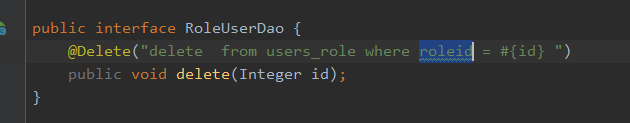 public interface RoleUserDao {
@Delete("delete  from users_role where roleid = #{id} ")
public void delete(Integer id);
}